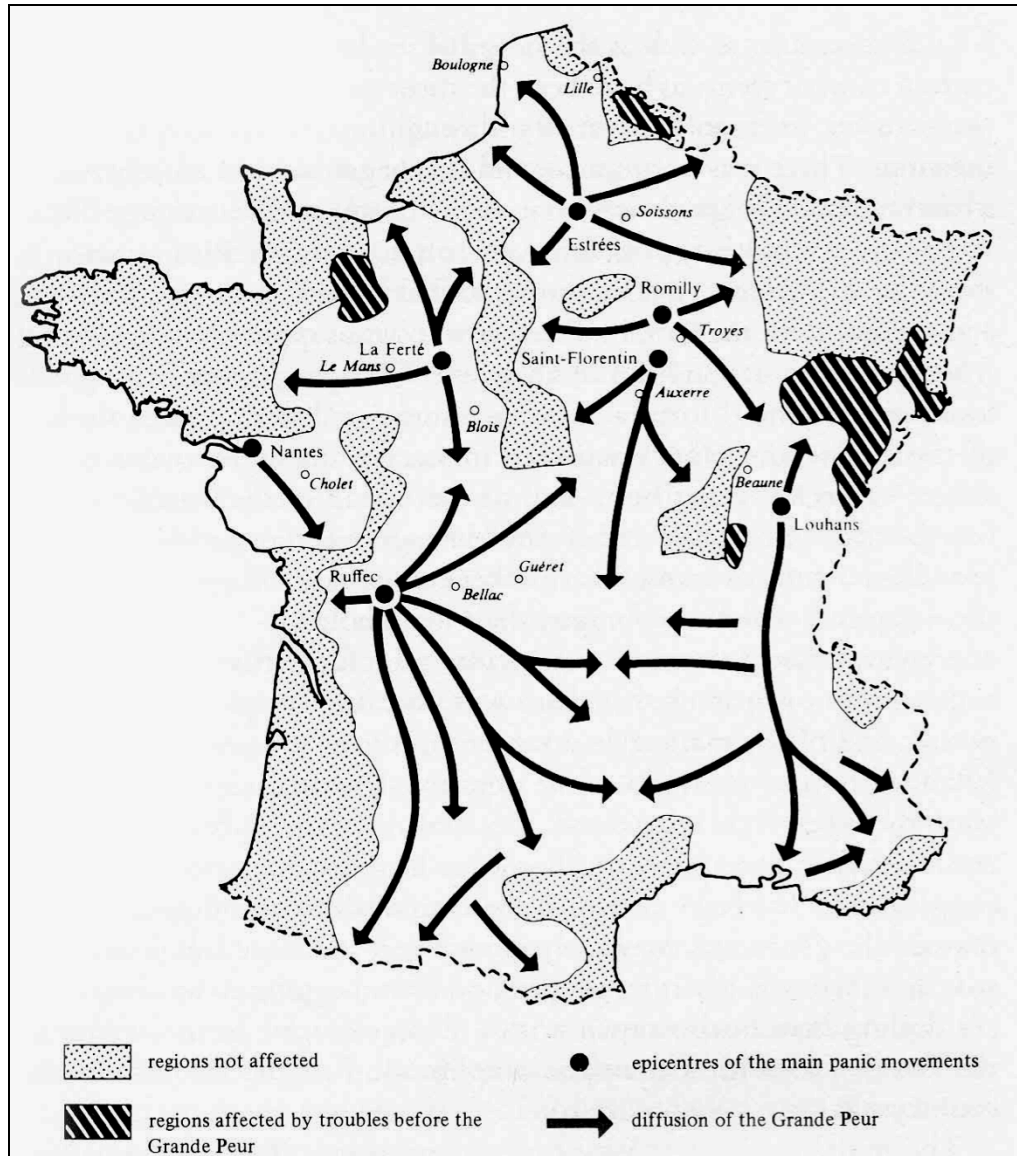 Boulogne
Lille
Soissons
Estrées
Romilly
Troyes
La Ferté
Le Mans
Saint-Florentin
Auxerre
Blois
Nantes
Cholet
Beaune
Louhans
Ruffec
Guéret
Bellac
regions not affected
epicentres of the main panic movements
regions affected by troubles before the
Grande Peur
diffusion of the Grande Peur